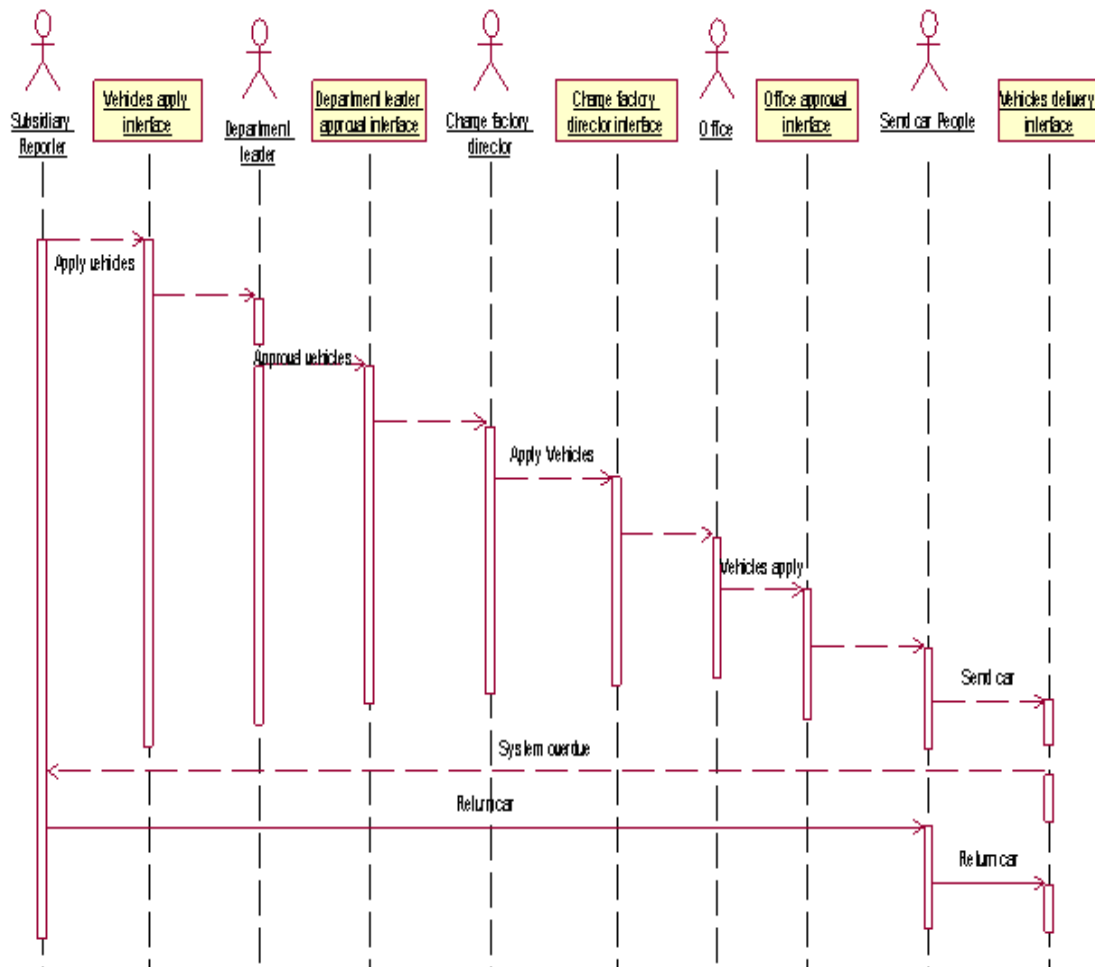 Subsidiary
Reporter
Vehicles apply
interface
Department
leader
Department leader
approval interface
Charge factory
director
Charge factory
director interface
Office
Office approval
interface
Send car People
Vehicles delivery
interface
Apply vehicles
Approval vehicles
Apply Vehicles
Vehicles apply
Send car
System overdue
Return car
Return car